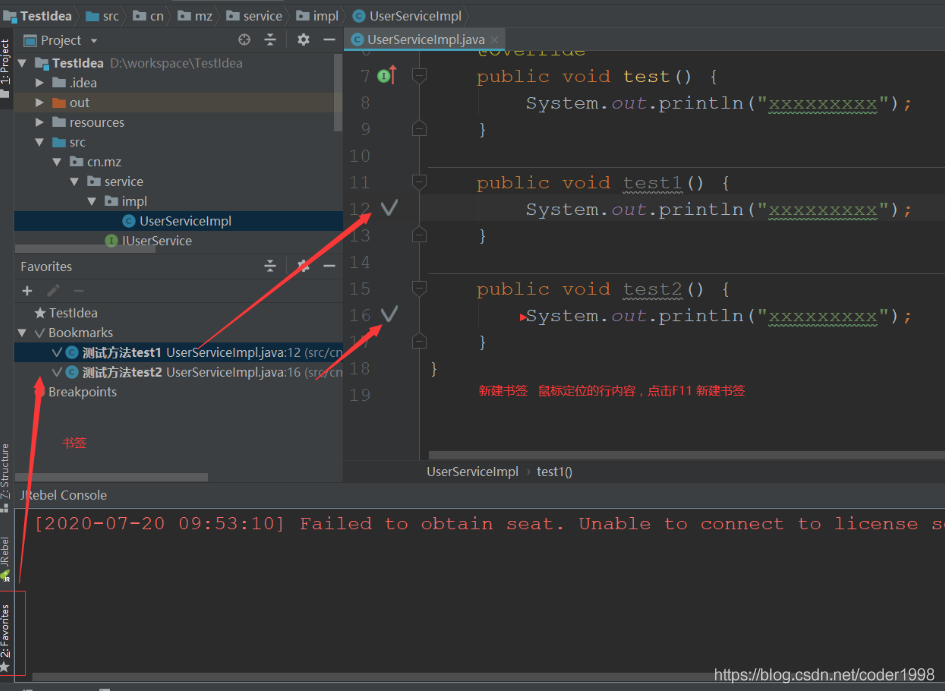 TestIdea src cn mz service impl UserServiceImpl
1: Project
Project
UserServiceImpl.java
TestIdea D:\workspace\TestIdea
.idea
out
resources
src
cn.mz
service
impl
UserServiceImpl
IUserService
Favorites
TestIdea
Bookmarks
测试方法test1 UserServiceImpl.java:12 (src/cn
测试方法test2 UserServiceImpl.java:16 (src/cn
Breakpoints
书签
@Override
7 public void test() {
8 System.out.println("xxxxxxxxx");
9 }
10
11 public void test1() {
12 System.out.println("xxxxxxxxx");
13 }
14
15 public void test2() {
16 System.out.println("xxxxxxxxx");
17 }
18 }
19
新建书签 鼠标定位的行内容，点击F11 新建书签
UserServiceImpl › test1()
Z: Structure
JRebel
2: Favorites
JRebel Console
[2020-07-20 09:53:10] Failed to obtain seat. Unable to connect to license se
https://blog.csdn.net/coder1998